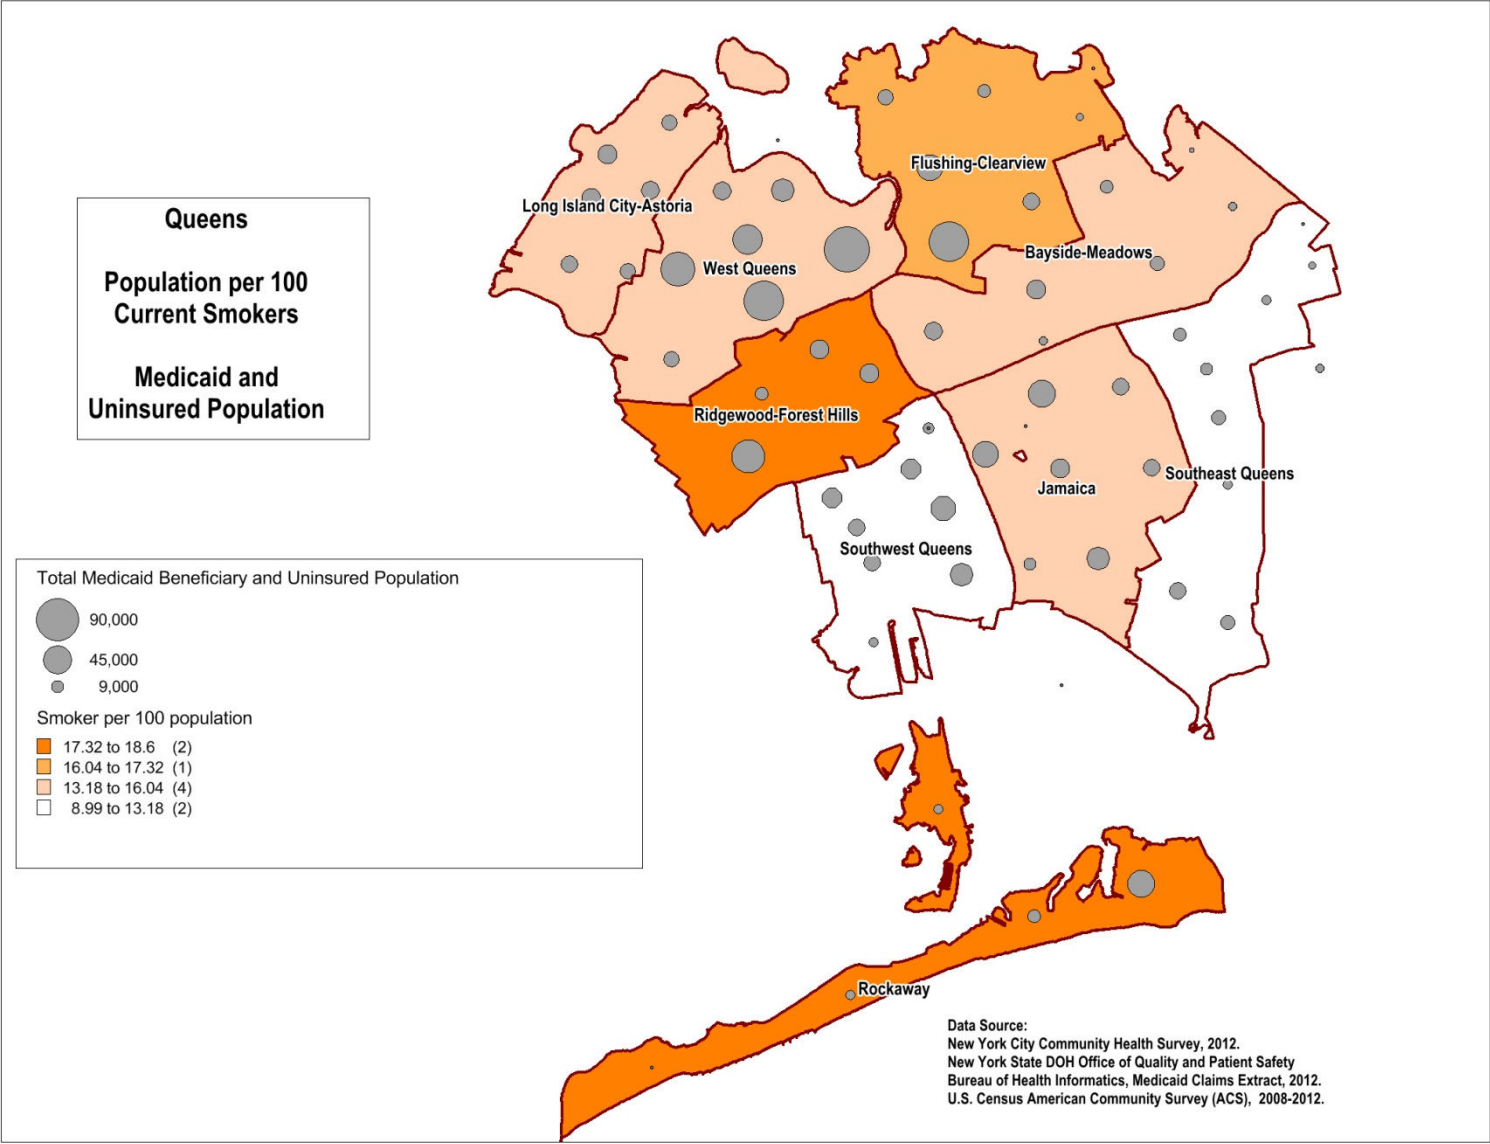 Queens
Population per 100
Current Smokers
Medicaid and
Uninsured Population
Flushing-Clearview
Long Island City-Astoria
Bayside-Meadows
West Queens
Ridgewood-Forest Hills
Southeast Queens
Jamaica
Southwest Queens
Total Medicaid Beneficiary and Uninsured Population
90,000
45,000
9,000
Smoker per 100 population
17.32 to 18.6 (2)
16.04 to 17.32 (1)
13.18 to 16.04 (4)
8.99 to 13.18 (2)
Rockaway
Data Source:
New York City Community Health Survey, 2012.
New York State DOH Office of Quality and Patient Safety
Bureau of Health Informatics, Medicaid Claims Extract, 2012.
U.S. Census American Community Survey (ACS), 2008-2012.